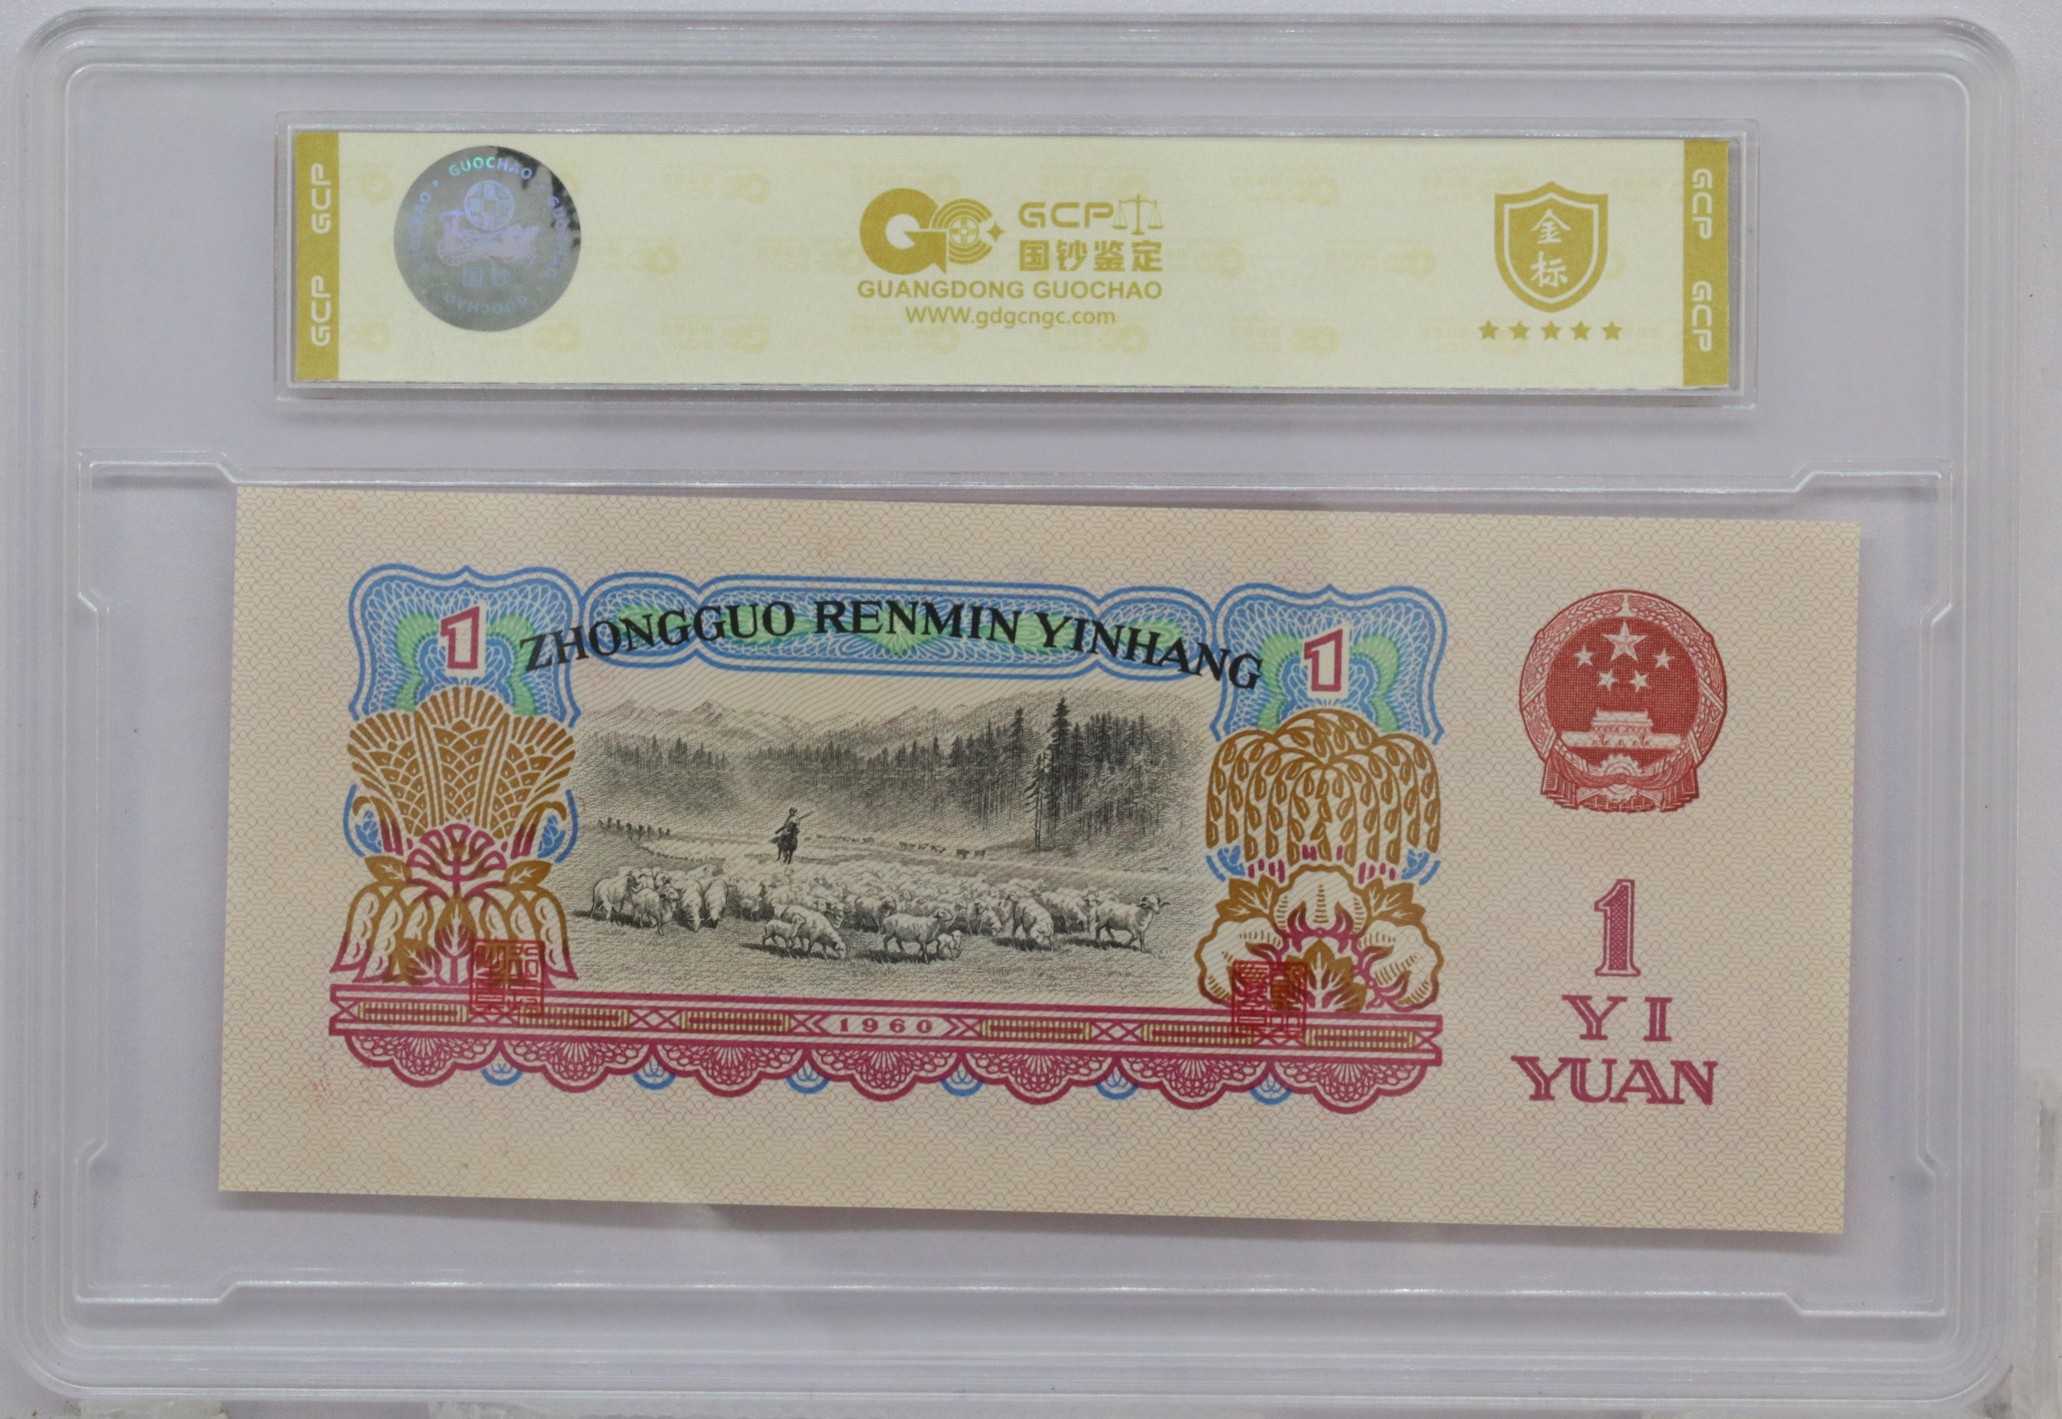 GCP
GCP
GUOCHAO
GUOCHAO
GCP
国钞鉴定
GUANGDONG GUOCHAO
WWW.gdgcngc.com
金
标
GCP
GCP
1
ZHONGGUO RENMIN YINHANG
1
1960
1
YI
YUAN